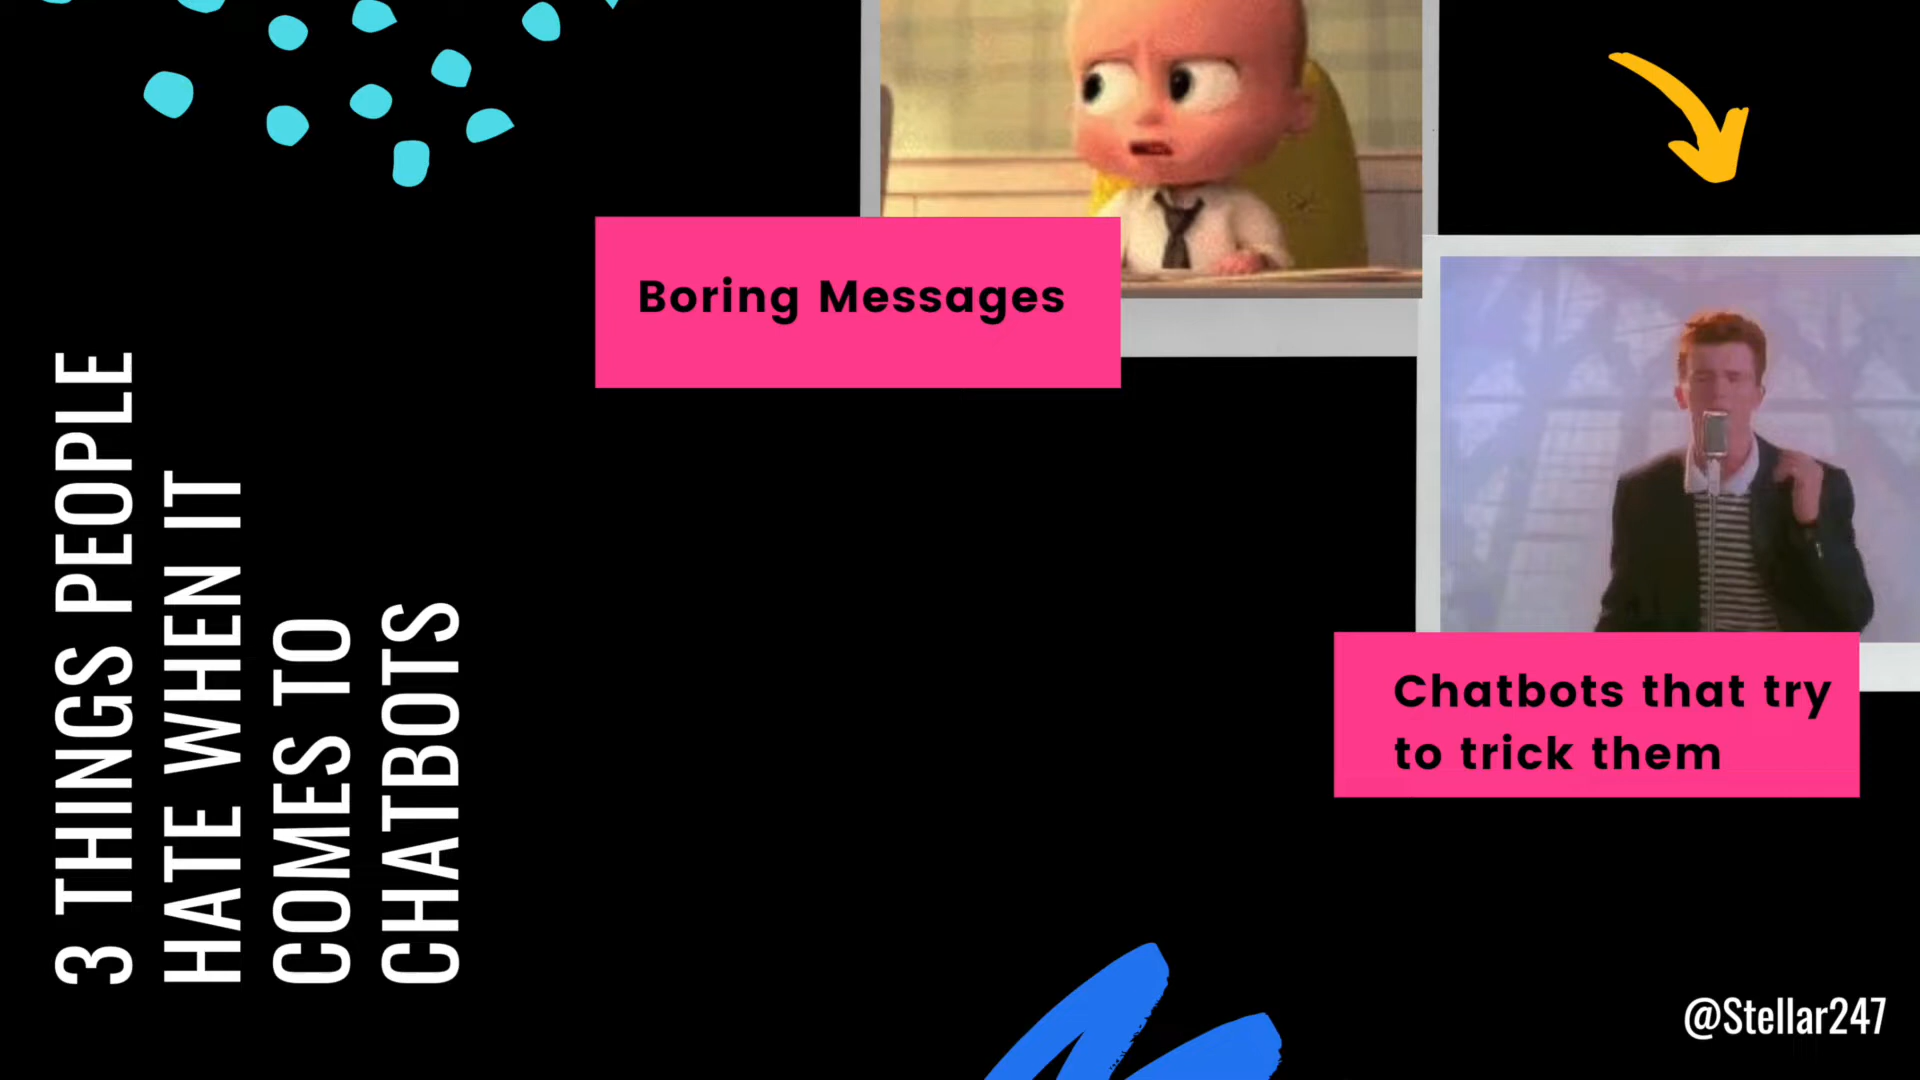 3 THINGS PEOPLE
HATE WHEN IT
COMES TO
CHATBOTS
Boring Messages
Chatbots that try
to trick them
@Stellar247